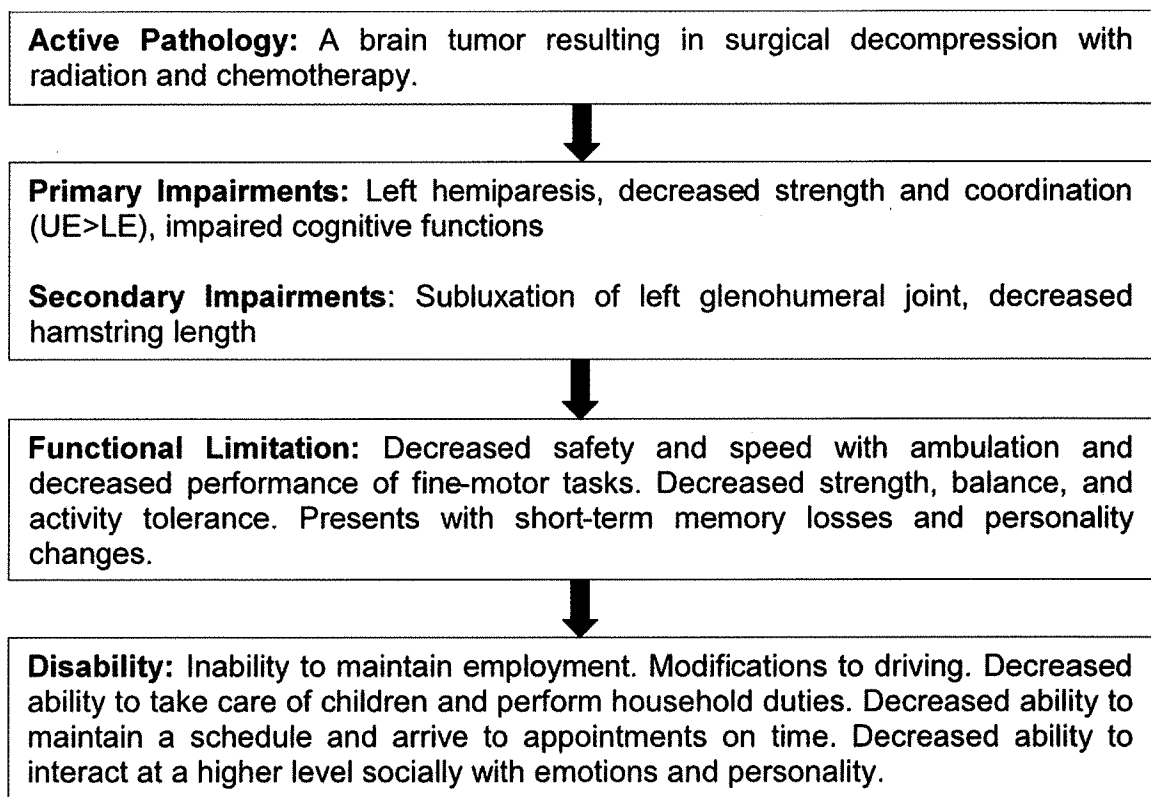 Active Pathology: A brain tumor resulting in surgical decompression with
radiation and chemotherapy.
Primary Impairments: Left hemiparesis, decreased strength and coordination
(UE>LE), impaired cognitive functions
Secondary Impairments: Subluxation of left glenohumeral joint, decreased
hamstring length
Functional Limitation: Decreased safety and speed with ambulation and
decreased performance of fine-motor tasks. Decreased strength, balance, and
activity tolerance. Presents with short-term memory losses and personality
changes.
Disability: Inability to maintain employment. Modifications to driving. Decreased
ability to take care of children and perform household duties. Decreased ability to
maintain a schedule and arrive to appointments on time. Decreased ability to
interact at a higher level socially with emotions and personality.